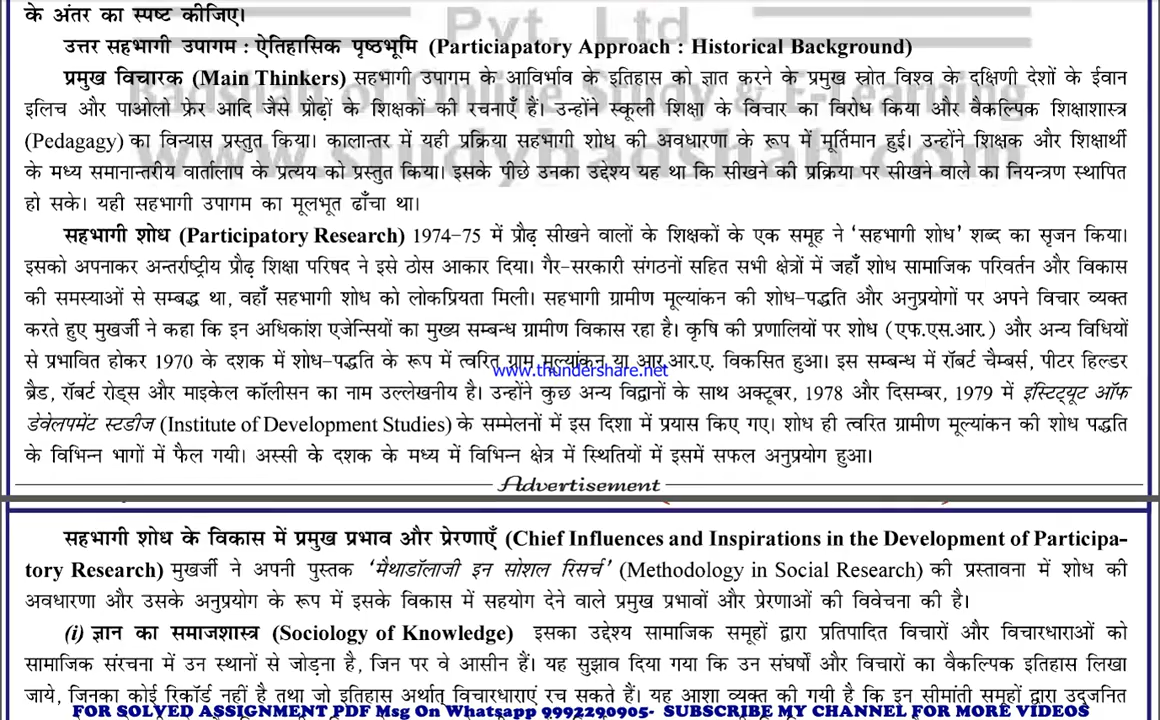 के अंतर का स्पष्ट कीजिए।
Pvt. Ltd
उत्तर सहभागी उपागम : ऐतिहासिक पृष्ठभूमि (Particiapatory Approach : Historical Background)
प्रमुख विचारक (Main Thinkers) सहभागी उपागम के आविर्भाव के इतिहास को ज्ञात करने के प्रमुख स्रोत विश्व के दक्षिणी देशों के ईवान
Badshah of Online Study & E-Learning
इलिच और पाओलो फ्रेर आदि जैसे प्रौढ़ों के शिक्षकों की रचनाएँ हैं। उन्होंने स्कूली शिक्षा के विचार का विरोध किया और वैकल्पिक शिक्षाशास्त्र
(Pedagagy) का विन्यास प्रस्तुत किया। कालान्तर में यही प्रक्रिया सहभागी शोध की अवधारणा के रूप में मूर्तिमान हुई। उन्होंने शिक्षक और शिक्षार्थी
www.studybadshah.com
के मध्य समानान्तरीय वार्तालाप के प्रत्यय को प्रस्तुत किया। इसके पीछे उनका उद्देश्य यह था कि सीखने की प्रक्रिया पर सीखने वाले का नियन्त्रण स्थापित
हो सके। यही सहभागी उपागम का मूलभूत ढाँचा था।
सहभागी शोध (Participatory Research) 1974-75 में प्रौढ़ सीखने वालों के शिक्षकों के एक समूह ने ‘सहभागी शोध’ शब्द का सृजन किया।
इसको अपनाकर अन्तर्राष्ट्रीय प्रौढ़ शिक्षा परिषद ने इसे ठोस आकार दिया। गैर-सरकारी संगठनों सहित सभी क्षेत्रों में जहाँ शोध सामाजिक परिवर्तन और विकास
की समस्याओं से सम्बद्ध था, वहाँ सहभागी शोध को लोकप्रियता मिली। सहभागी ग्रामीण मूल्यांकन की शोध-पद्धति और अनुप्रयोगों पर अपने विचार व्यक्त
करते हुए मुखर्जी ने कहा कि इन अधिकांश एजेन्सियों का मुख्य सम्बन्ध ग्रामीण विकास रहा है। कृषि की प्रणालियों पर शोध (एफ.एस.आर.) और अन्य विधियों
से प्रभावित होकर 1970 के दशक में शोध-पद्धति के रूप में त्वरित ग्राम मूल्यांकन या आर.आर.ए. विकसित हुआ। इस सम्बन्ध में रॉबर्ट चैम्बर्स, पीटर हिल्डर
www.thundershare.net
ब्रैड, रॉबर्ट रोड्स और माइकेल कॉलीसन का नाम उल्लेखनीय है। उन्होंने कुछ अन्य विद्वानों के साथ अक्टूबर, 1978 और दिसम्बर, 1979 में इंस्टिट्यूट ऑफ
डेवेलपमेंट स्टडीज (Institute of Development Studies) के सम्मेलनों में इस दिशा में प्रयास किए गए। शोध ही त्वरित ग्रामीण मूल्यांकन की शोध पद्धति
के विभिन्न भागों में फैल गयी। अस्सी के दशक के मध्य में विभिन्न क्षेत्र में स्थितियों में इसमें सफल अनुप्रयोग हुआ।
Advertisement
सहभागी शोध के विकास में प्रमुख प्रभाव और प्रेरणाएँ (Chief Influences and Inspirations in the Development of Participa-
tory Research) मुखर्जी ने अपनी पुस्तक ‘मैथाडॉलाजी इन सोशल रिसर्च’ (Methodology in Social Research) की प्रस्तावना में शोध की
अवधारणा और उसके अनुप्रयोग के रूप में इसके विकास में सहयोग देने वाले प्रमुख प्रभावों और प्रेरणाओं की विवेचना की है।
(i) ज्ञान का समाजशास्त्र (Sociology of Knowledge) इसका उद्देश्य सामाजिक समूहों द्वारा प्रतिपादित विचारों और विचारधाराओं को
सामाजिक संरचना में उन स्थानों से जोड़ना है, जिन पर वे आसीन हैं। यह सुझाव दिया गया कि उन संघर्षों और विचारों का वैकल्पिक इतिहास लिखा
जाये, जिनका कोई रिकॉर्ड नहीं है तथा जो इतिहास अर्थात् विचारधाराएं रच सकते हैं। यह आशा व्यक्त की गयी है कि इन सीमांती समूहों द्वारा उदजनित
FOR SOLVED ASSIGNMENT PDF Msg On Whatsapp 9992290905- SUBSCRIBE MY CHANNEL FOR MORE VIDEOS